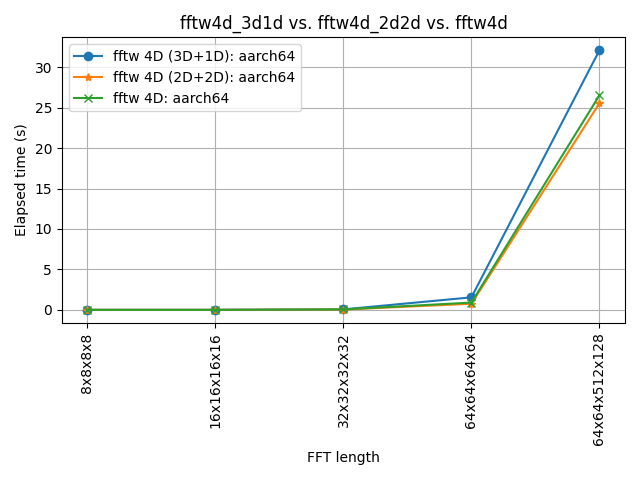 fftw4d_3d1d vs. fftw4d_2d2d vs. fftw4d
fftw 4D (3D+1D): aarch64
fftw 4D (2D+2D): aarch64
fftw 4D: aarch64
Elapsed time (s)
30
25
20
15
10
5
0
8x8x8x8
16x16x16x16
32x32x32x32
64x64x64x64
64x64x512x128
FFT length